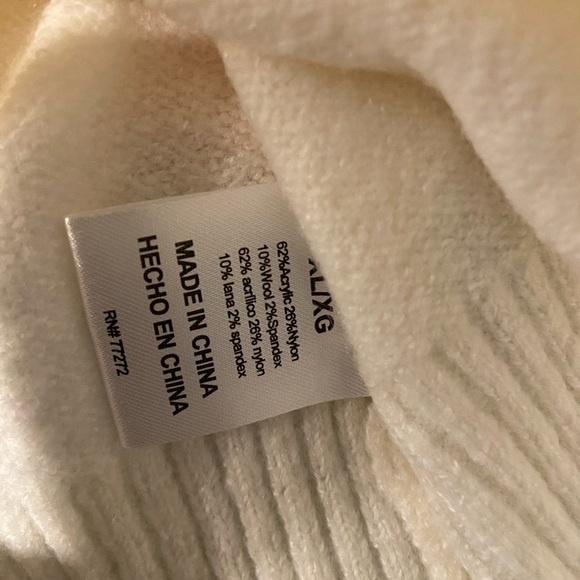 XL/XG
62%Acrylic 26%Nylon
10%Wool 2%Spandex
62% acrilico 26% nylon
10% lana 2% spandex
MADE IN CHINA
HECHO EN CHINA
RN# 77272